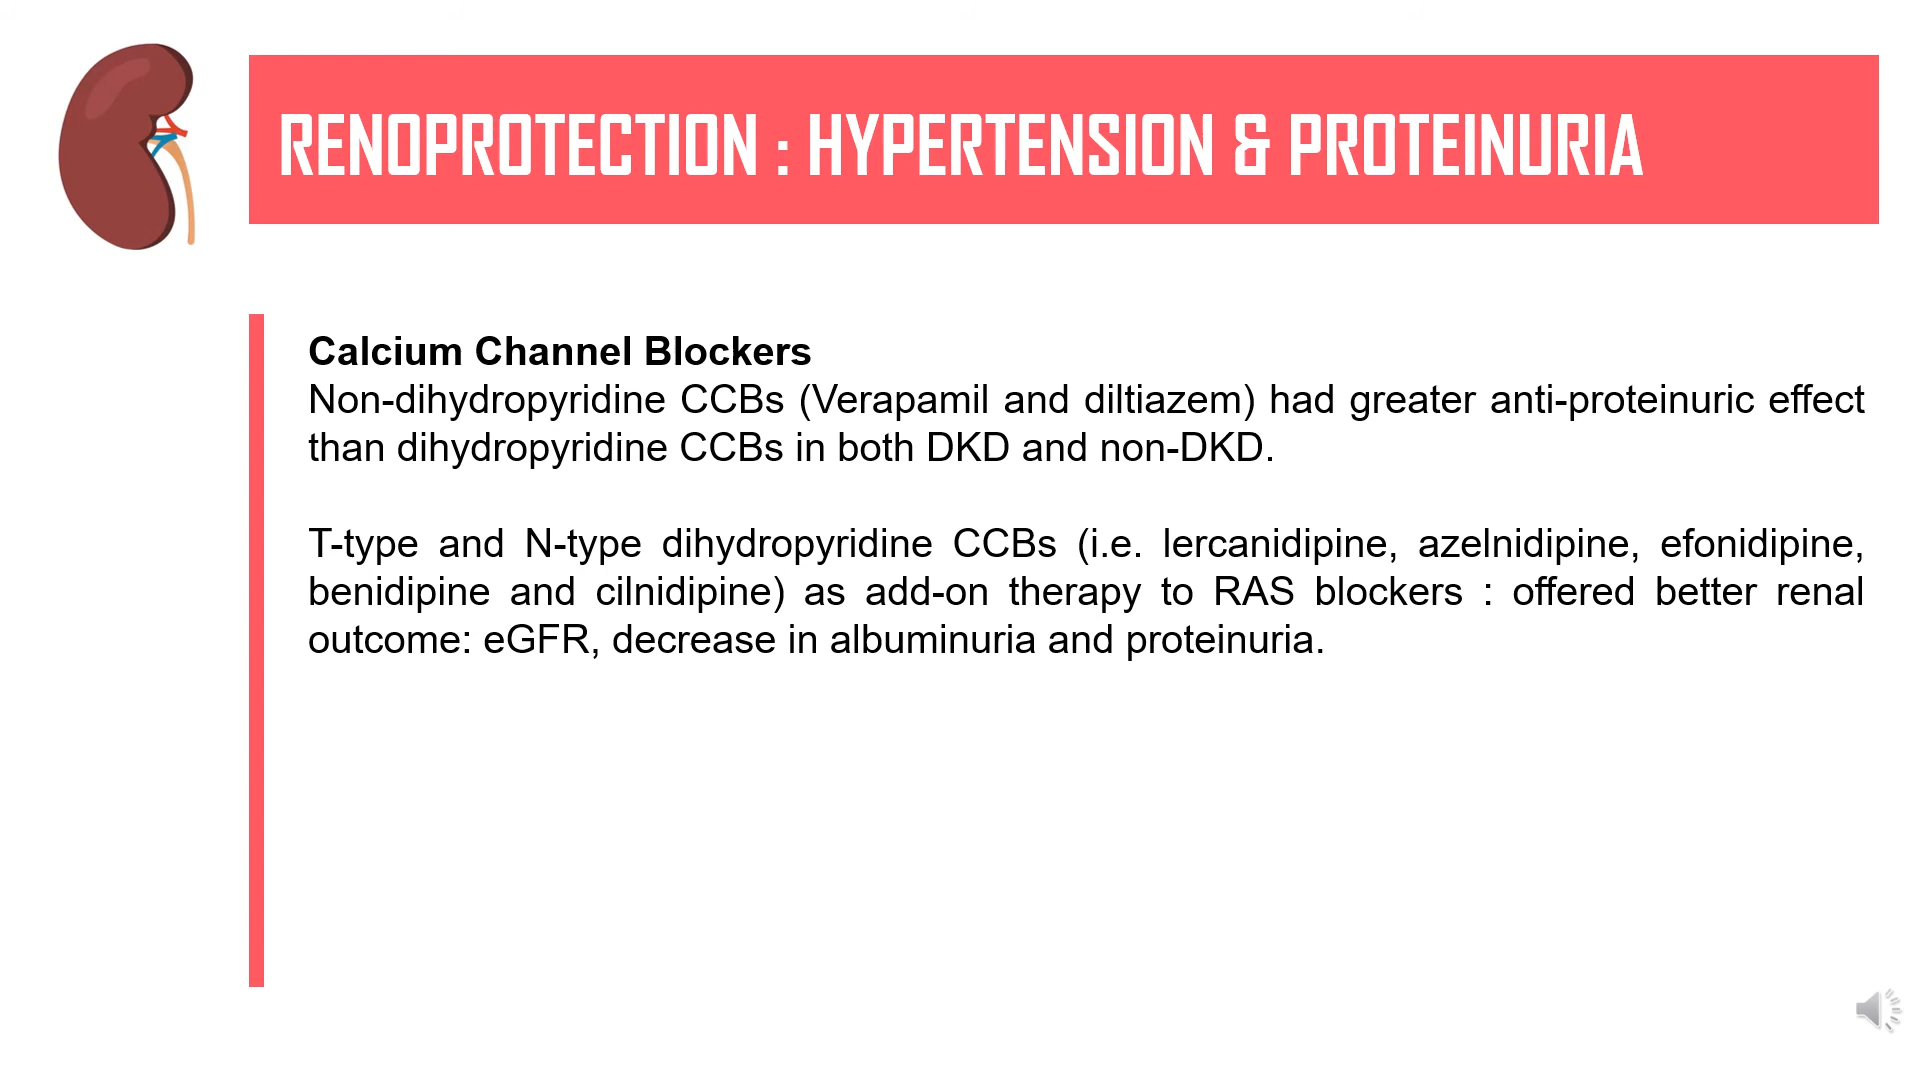 RENOPROTECTION : HYPERTENSION & PROTEINURIA
Calcium Channel Blockers
Non-dihydropyridine CCBs (Verapamil and diltiazem) had greater anti-proteinuric effect
than dihydropyridine CCBs in both DKD and non-DKD.
T-type and N-type dihydropyridine CCBs (i.e. lercanidipine, azelnidipine, efonidipine,
benidipine and cilnidipine) as add-on therapy to RAS blockers : offered better renal
outcome: eGFR, decrease in albuminuria and proteinuria.